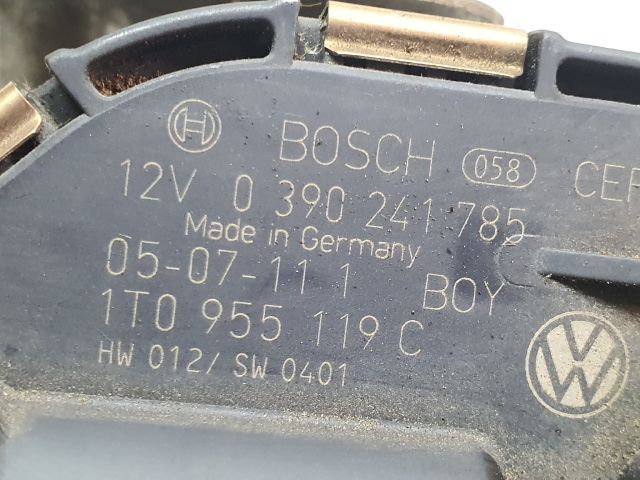 BOSCH 058 CEP
12V 0 390 241 785
Made in Germany
05-07-11 1 BOY
1T0 955 119 C
HW 012/ SW 0401